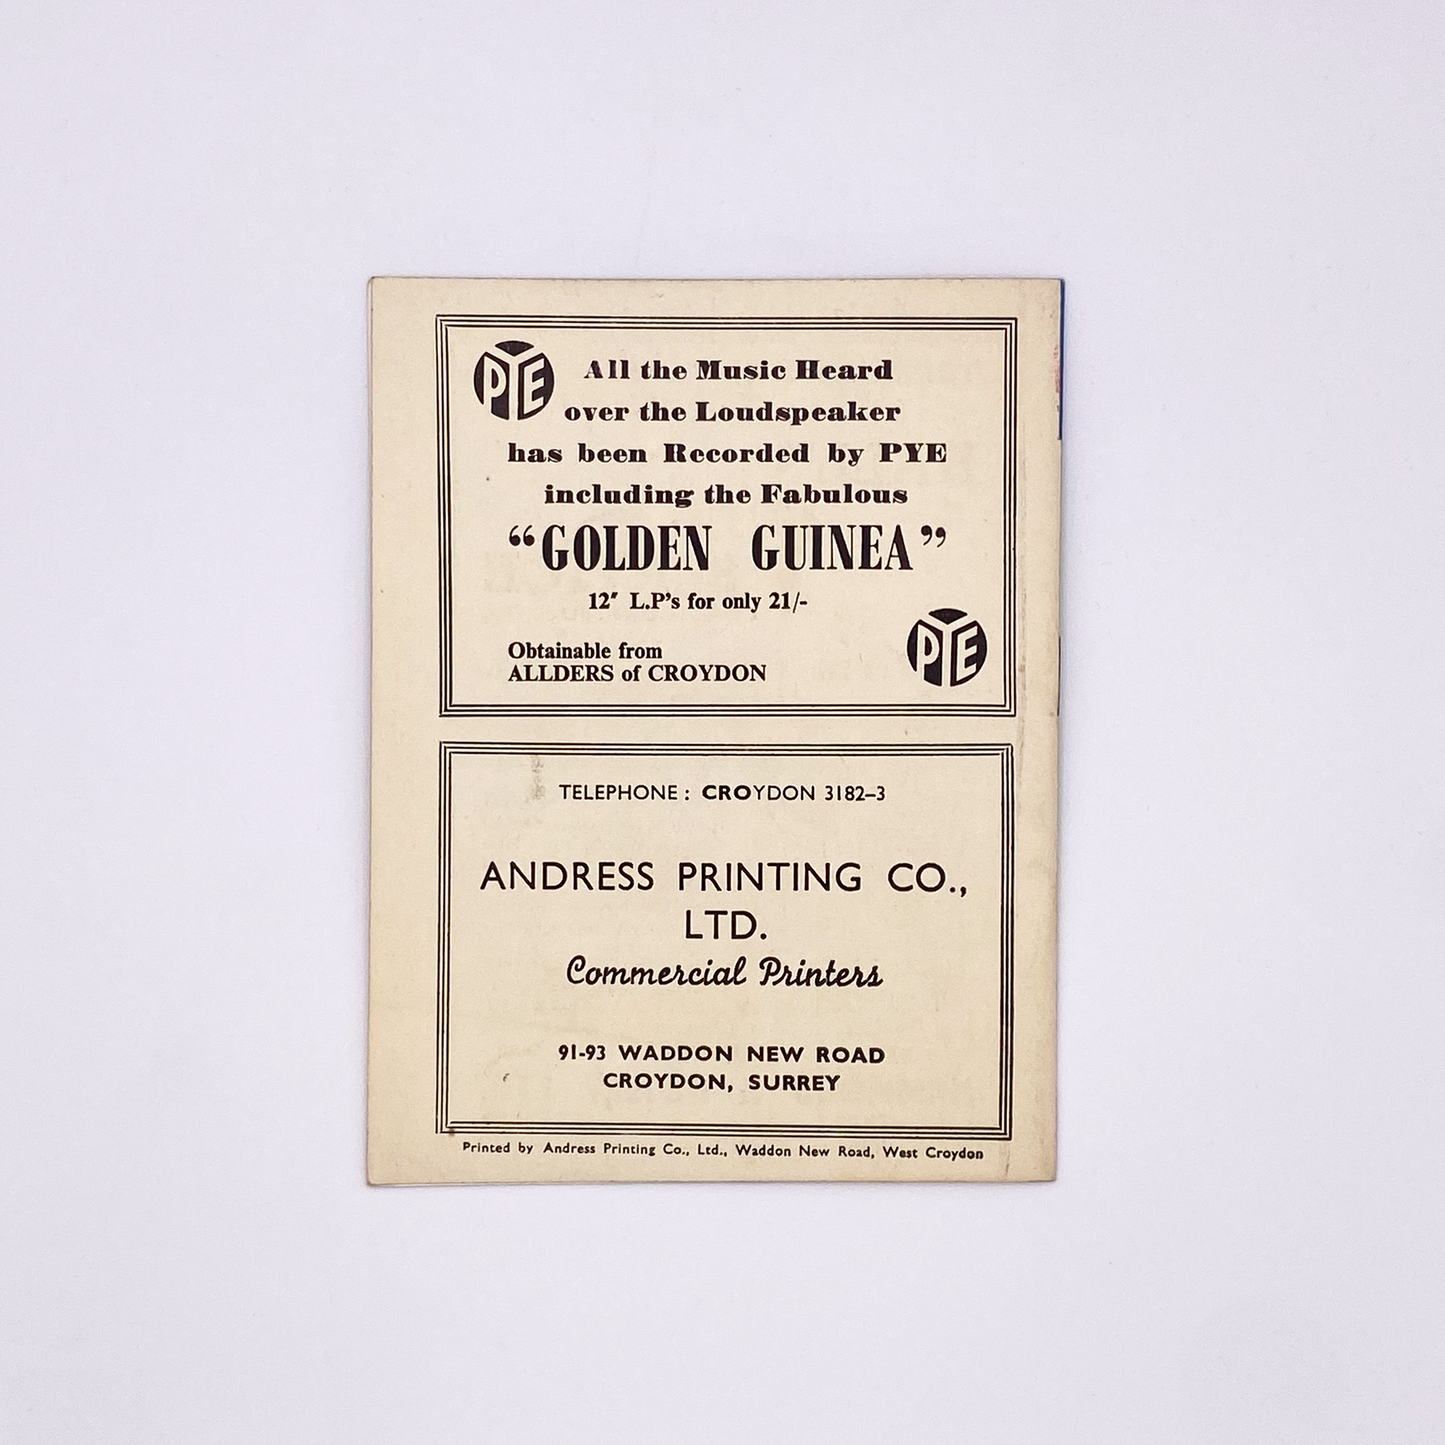 PYE
All the Music Heard
over the Loudspeaker
has been Recorded by PYE
including the Fabulous
“GOLDEN GUINEA”
12″ L.P’s for only 21/-
Obtainable from
ALLDERS of CROYDON
PYE
TELEPHONE : CROYDON 3182–3
ANDRESS PRINTING CO.,
LTD.
Commercial Printers
91-93 WADDON NEW ROAD
CROYDON, SURREY
Printed by Andress Printing Co., Ltd., Waddon New Road, West Croydon